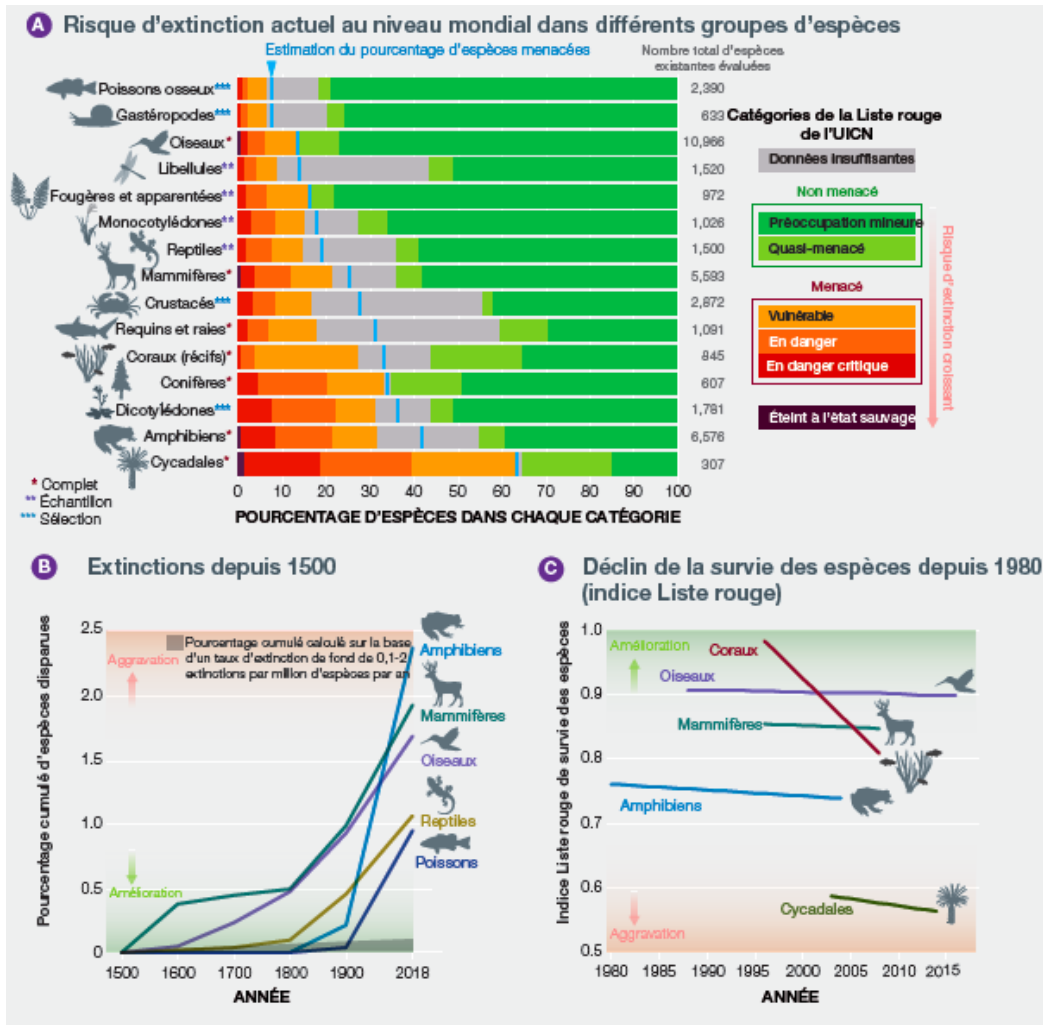 A Risque d'extinction actuel au niveau mondial dans différents groupes d'espèces
Estimation du pourcentage d'espèces menacées
Nombre total d'espèces
existantes évaluées
Poissons osseux*** 2,390
Gastéropodes*** 633
Oiseaux* 10,966
Libellules** 1,520
Fougères et apparentées** 972
Monocotylédones** 1,026
Reptiles** 1,500
Mammifères* 5,593
Crustacés*** 2,872
Requins et raies* 1,091
Coraux (récifs)* 845
Conifères* 607
Dicotylédones*** 1,781
Amphibiens* 6,576
Cycadales* 307
0 10 20 30 40 50 60 70 80 90 100
POURCENTAGE D'ESPÈCES DANS CHAQUE CATÉGORIE
* Complet
** Échantillon
*** Sélection
Catégories de la Liste rouge
de l'UICN
Données insuffisantes
Non menacé
Préoccupation mineure
Quasi-menacé
Menacé
Vulnérable
En danger
En danger critique
Éteint à l'état sauvage
Risque d'extinction croissant
B Extinctions depuis 1500
Pourcentage cumulé d'espèces disparues
2.5
2.0
1.5
1.0
0.5
0
Pourcentage cumulé calculé sur la base
d'un taux d'extinction de fond de 0,1-2
extinctions par million d'espèces par an
Aggravation
Amélioration
Amphibiens
Mammifères
Oiseaux
Reptiles
Poissons
1500 1600 1700 1800 1900 2018
ANNÉE
C Déclin de la survie des espèces depuis 1980
(indice Liste rouge)
Indice Liste rouge de survie des espèces
1.0
0.9
0.8
0.7
0.6
0.5
Amélioration
Coraux
Oiseaux
Mammifères
Amphibiens
Cycadales
Aggravation
1980 1985 1990 1995 2000 2005 2010 2015
ANNÉE